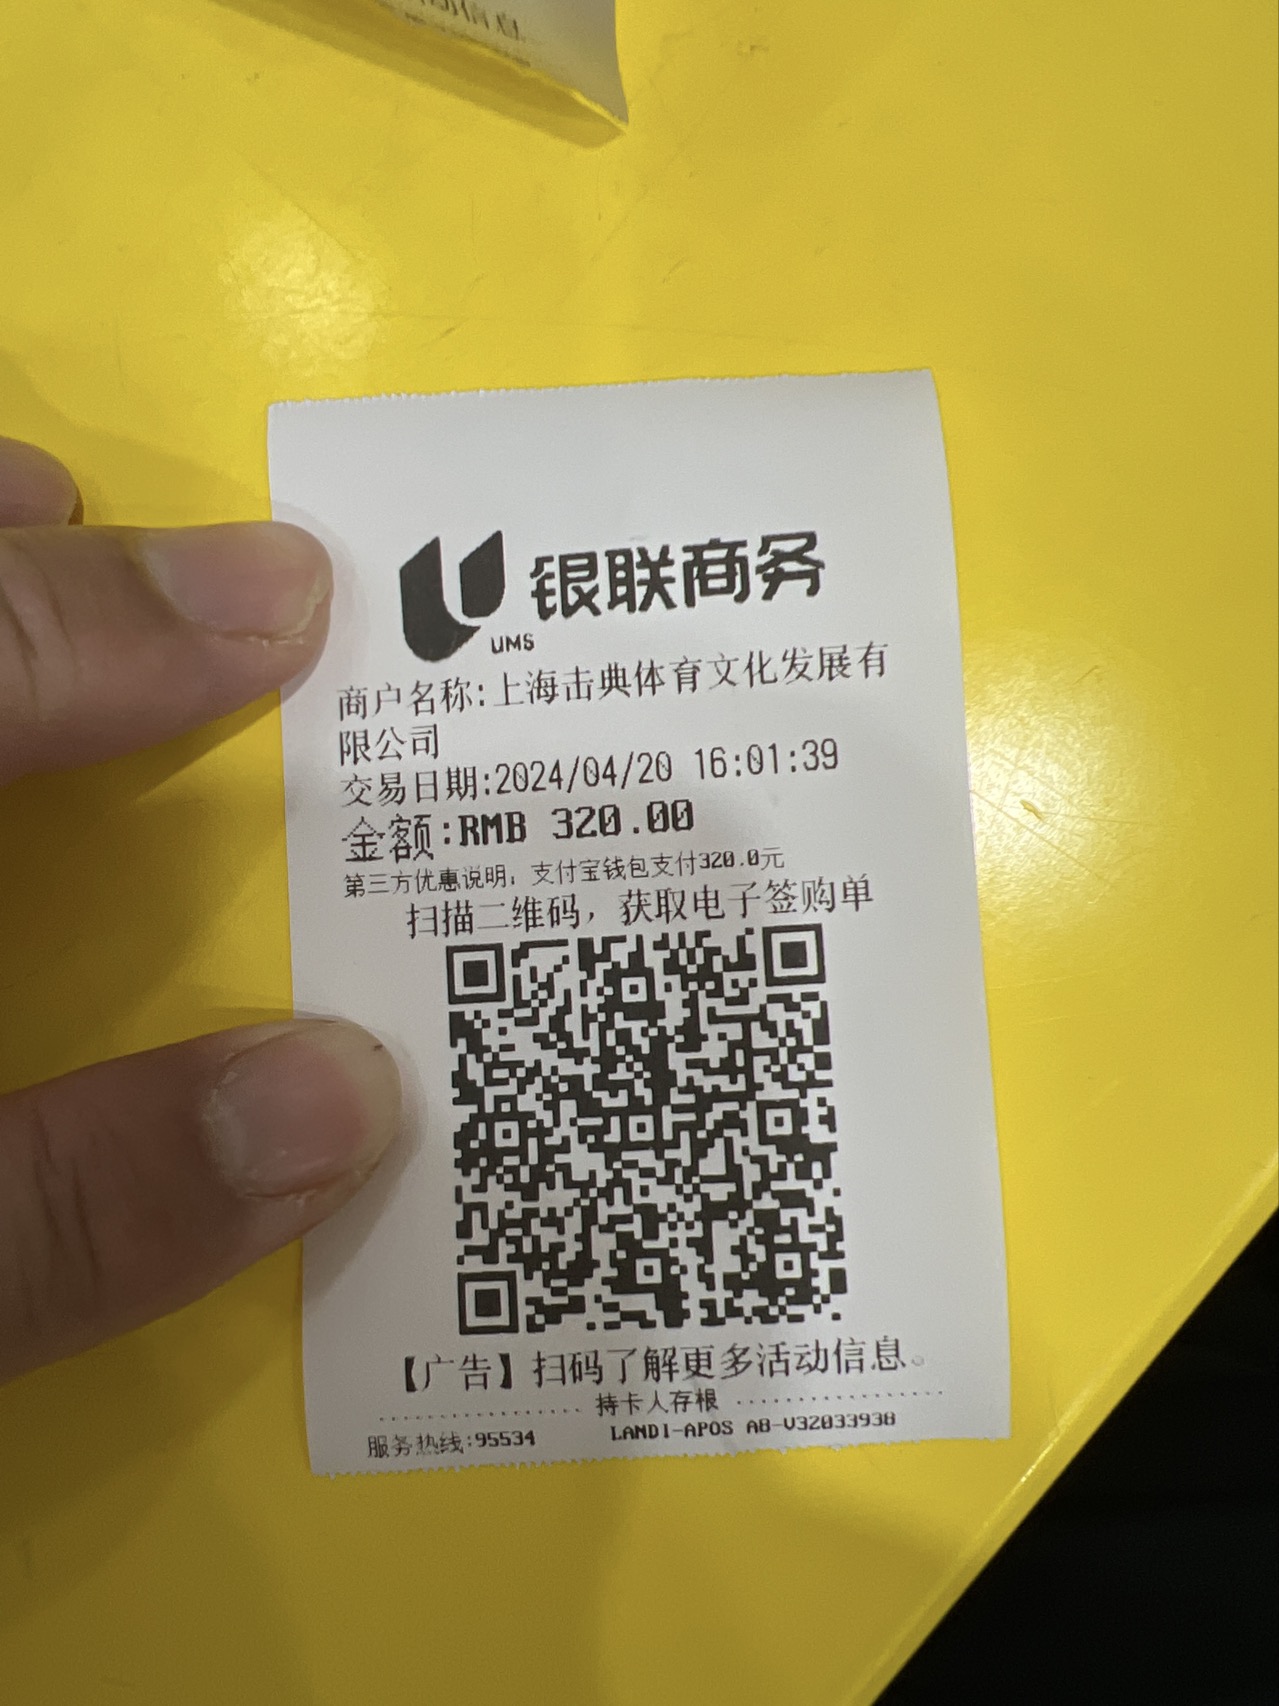 银联商务
UMS
商户名称:上海击典体育文化发展有
限公司
交易日期:2024/04/20 16:01:39
金额:RMB 320.00
第三方优惠说明: 支付宝钱包支付320.0元
扫描二维码，获取电子签购单
【广告】扫码了解更多活动信息。
持卡人存根
服务热线:95534 LANDI-APOS A8-V32033938